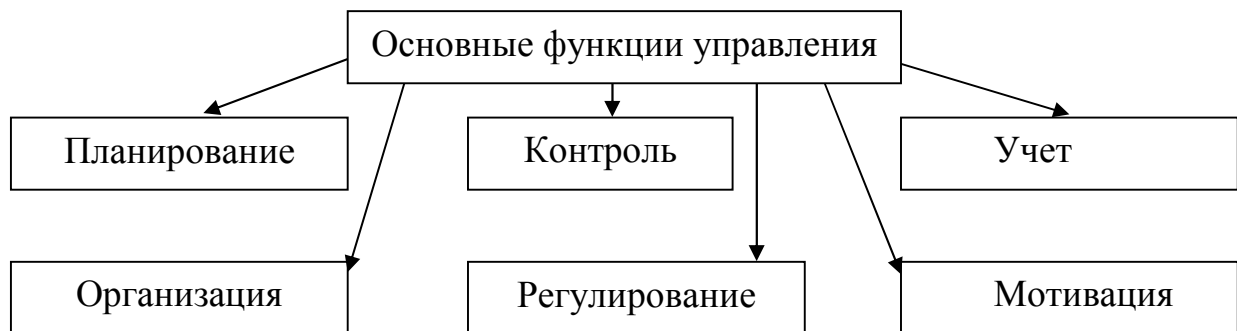 Основные функции управления
Планирование
Контроль
Учет
Организация
Регулирование
Мотивация